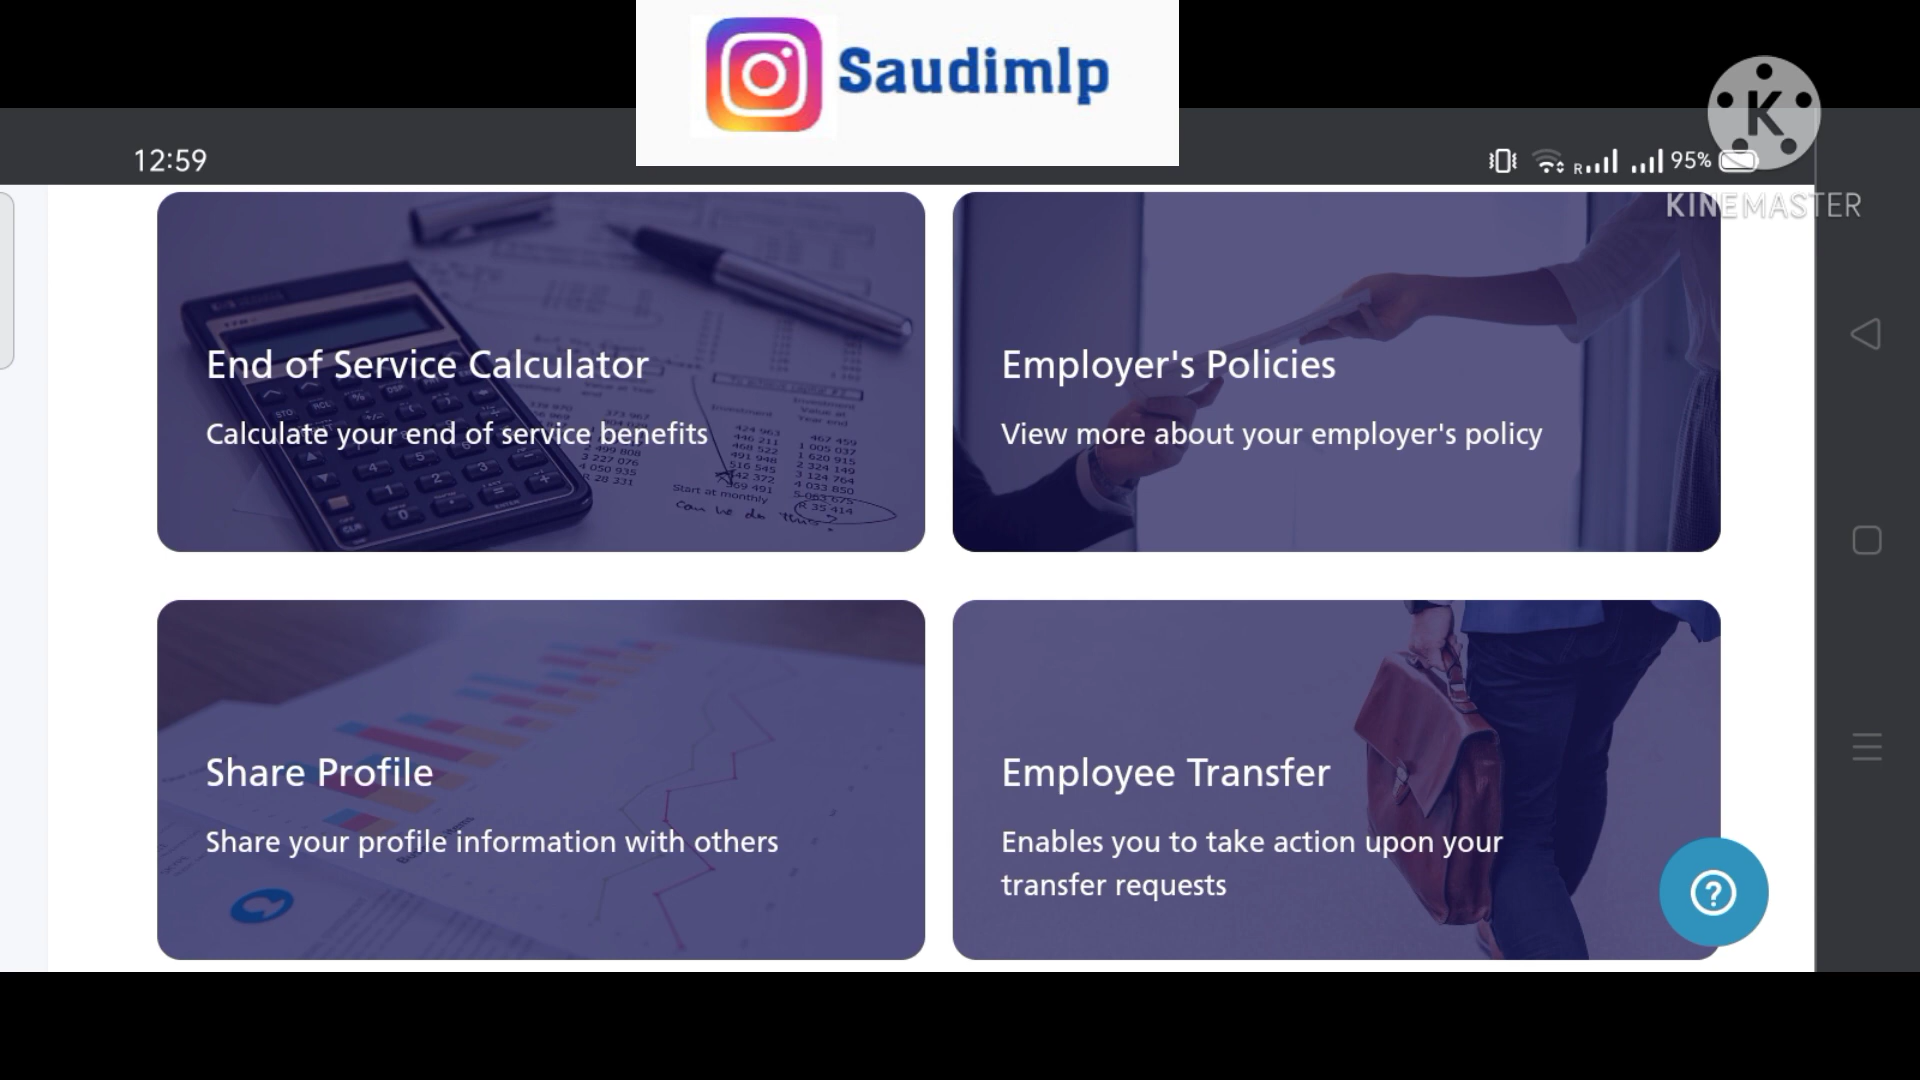 Saudimlp
12:59
R
95%
K
KINEMASTER
End of Service Calculator
Calculate your end of service benefits
Employer's Policies
View more about your employer's policy
Share Profile
Share your profile information with others
Employee Transfer
Enables you to take action upon your
transfer requests
?